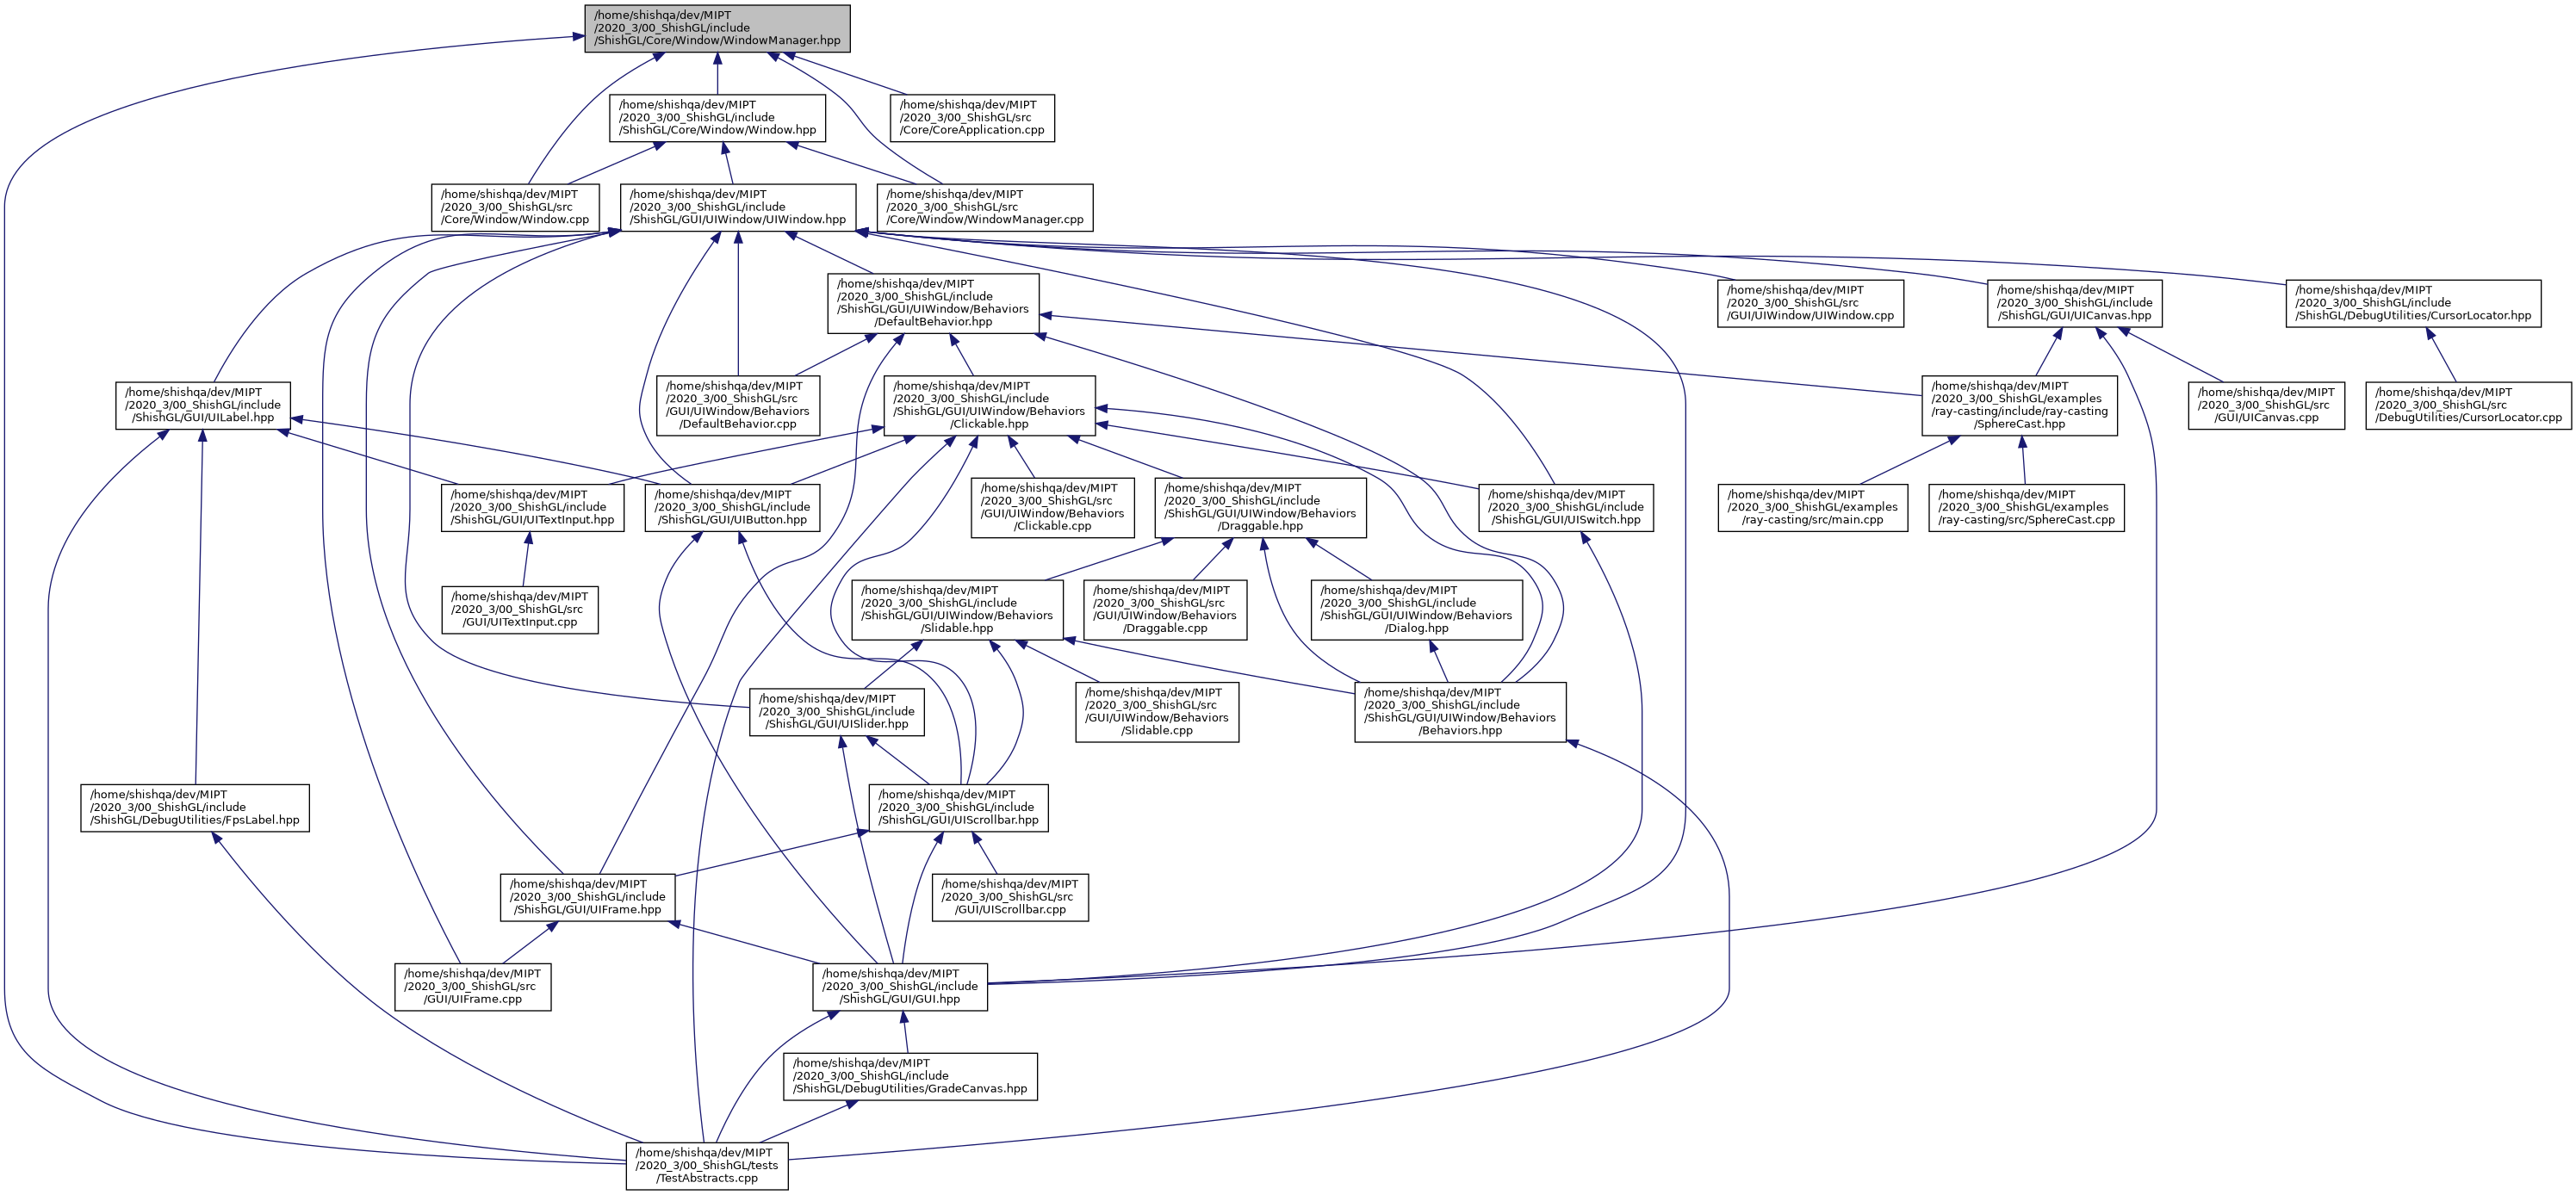 /home/shishqa/dev/MIPT
/2020_3/00_ShishGL/include
/ShishGL/Core/Window/WindowManager.hpp
/home/shishqa/dev/MIPT
/2020_3/00_ShishGL/include
/ShishGL/Core/Window/Window.hpp
/home/shishqa/dev/MIPT
/2020_3/00_ShishGL/src
/Core/CoreApplication.cpp
/home/shishqa/dev/MIPT
/2020_3/00_ShishGL/src
/Core/Window/Window.cpp
/home/shishqa/dev/MIPT
/2020_3/00_ShishGL/include
/ShishGL/GUI/UIWindow/UIWindow.hpp
/home/shishqa/dev/MIPT
/2020_3/00_ShishGL/src
/Core/Window/WindowManager.cpp
/home/shishqa/dev/MIPT
/2020_3/00_ShishGL/include
/ShishGL/GUI/UIWindow/Behaviors
/DefaultBehavior.hpp
/home/shishqa/dev/MIPT
/2020_3/00_ShishGL/src
/GUI/UIWindow/UIWindow.cpp
/home/shishqa/dev/MIPT
/2020_3/00_ShishGL/include
/ShishGL/GUI/UICanvas.hpp
/home/shishqa/dev/MIPT
/2020_3/00_ShishGL/include
/ShishGL/DebugUtilities/CursorLocator.hpp
/home/shishqa/dev/MIPT
/2020_3/00_ShishGL/include
/ShishGL/GUI/UILabel.hpp
/home/shishqa/dev/MIPT
/2020_3/00_ShishGL/src
/GUI/UIWindow/Behaviors
/DefaultBehavior.cpp
/home/shishqa/dev/MIPT
/2020_3/00_ShishGL/include
/ShishGL/GUI/UIWindow/Behaviors
/Clickable.hpp
/home/shishqa/dev/MIPT
/2020_3/00_ShishGL/examples
/ray-casting/include/ray-casting
/SphereCast.hpp
/home/shishqa/dev/MIPT
/2020_3/00_ShishGL/src
/GUI/UICanvas.cpp
/home/shishqa/dev/MIPT
/2020_3/00_ShishGL/src
/DebugUtilities/CursorLocator.cpp
/home/shishqa/dev/MIPT
/2020_3/00_ShishGL/include
/ShishGL/GUI/UITextInput.hpp
/home/shishqa/dev/MIPT
/2020_3/00_ShishGL/include
/ShishGL/GUI/UIButton.hpp
/home/shishqa/dev/MIPT
/2020_3/00_ShishGL/src
/GUI/UIWindow/Behaviors
/Clickable.cpp
/home/shishqa/dev/MIPT
/2020_3/00_ShishGL/include
/ShishGL/GUI/UIWindow/Behaviors
/Draggable.hpp
/home/shishqa/dev/MIPT
/2020_3/00_ShishGL/include
/ShishGL/GUI/UISwitch.hpp
/home/shishqa/dev/MIPT
/2020_3/00_ShishGL/examples
/ray-casting/src/main.cpp
/home/shishqa/dev/MIPT
/2020_3/00_ShishGL/examples
/ray-casting/src/SphereCast.cpp
/home/shishqa/dev/MIPT
/2020_3/00_ShishGL/src
/GUI/UITextInput.cpp
/home/shishqa/dev/MIPT
/2020_3/00_ShishGL/include
/ShishGL/GUI/UIWindow/Behaviors
/Slidable.hpp
/home/shishqa/dev/MIPT
/2020_3/00_ShishGL/src
/GUI/UIWindow/Behaviors
/Draggable.cpp
/home/shishqa/dev/MIPT
/2020_3/00_ShishGL/include
/ShishGL/GUI/UIWindow/Behaviors
/Dialog.hpp
/home/shishqa/dev/MIPT
/2020_3/00_ShishGL/include
/ShishGL/GUI/UISlider.hpp
/home/shishqa/dev/MIPT
/2020_3/00_ShishGL/src
/GUI/UIWindow/Behaviors
/Slidable.cpp
/home/shishqa/dev/MIPT
/2020_3/00_ShishGL/include
/ShishGL/GUI/UIWindow/Behaviors
/Behaviors.hpp
/home/shishqa/dev/MIPT
/2020_3/00_ShishGL/include
/ShishGL/DebugUtilities/FpsLabel.hpp
/home/shishqa/dev/MIPT
/2020_3/00_ShishGL/include
/ShishGL/GUI/UIScrollbar.hpp
/home/shishqa/dev/MIPT
/2020_3/00_ShishGL/include
/ShishGL/GUI/UIFrame.hpp
/home/shishqa/dev/MIPT
/2020_3/00_ShishGL/src
/GUI/UIScrollbar.cpp
/home/shishqa/dev/MIPT
/2020_3/00_ShishGL/src
/GUI/UIFrame.cpp
/home/shishqa/dev/MIPT
/2020_3/00_ShishGL/include
/ShishGL/GUI/GUI.hpp
/home/shishqa/dev/MIPT
/2020_3/00_ShishGL/include
/ShishGL/DebugUtilities/GradeCanvas.hpp
/home/shishqa/dev/MIPT
/2020_3/00_ShishGL/tests
/TestAbstracts.cpp